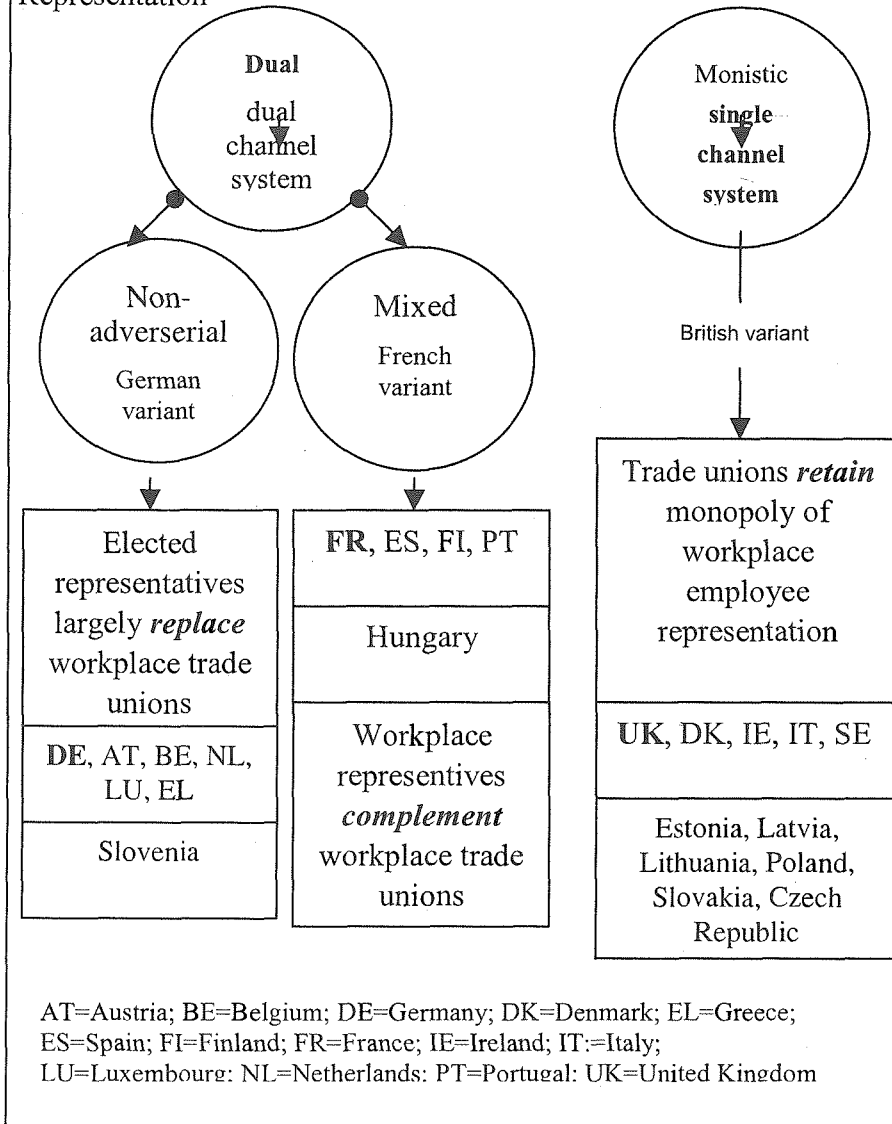 Representation
Dual
dual
channel
system
Monistic
single
channel
system
Non-
adverserial
German
variant
Mixed
French
variant
British variant
Elected
representatives
largely replace
workplace trade
unions
DE, AT, BE, NL,
LU, EL
Slovenia
FR, ES, FI, PT
Hungary
Workplace
representives
complement
workplace trade
unions
Trade unions retain
monopoly of
workplace
employee
representation
UK, DK, IE, IT, SE
Estonia, Latvia,
Lithuania, Poland,
Slovakia, Czech
Republic
AT=Austria; BE=Belgium; DE=Germany; DK=Denmark; EL=Greece;
ES=Spain; FI=Finland; FR=France; IE=Ireland; IT:=Italy;
LU=Luxembourg; NL=Netherlands; PT=Portugal; UK=United Kingdom